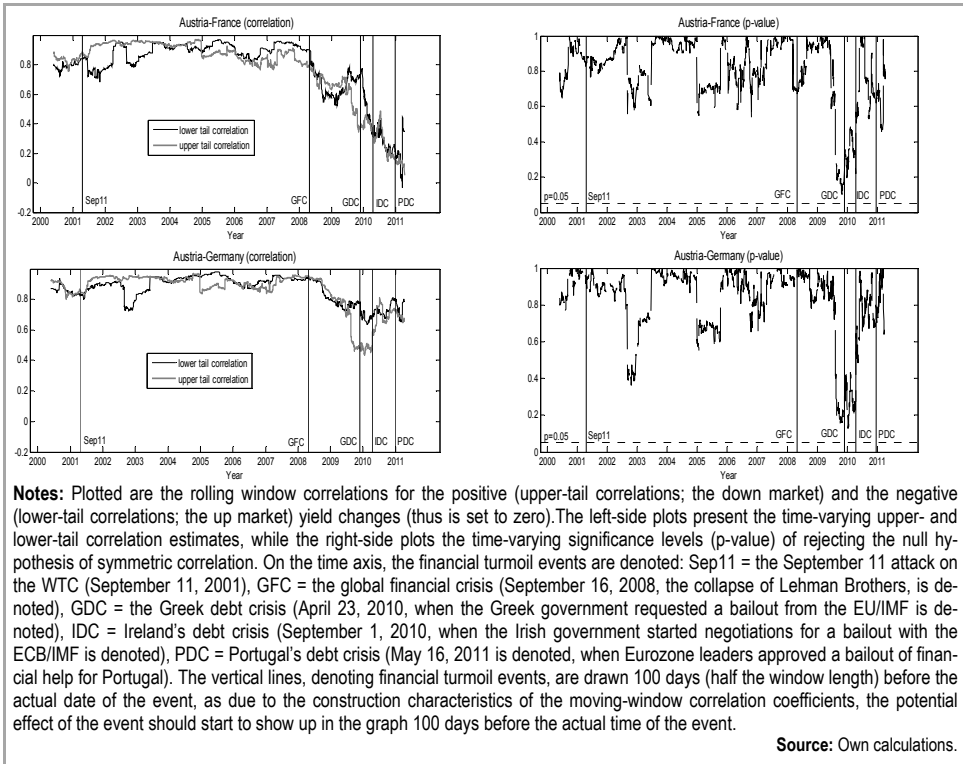 Austria-France (correlation)
0.8
0.6
0.4
0.2
0
-0.2
lower tail correlation
upper tail correlation
Sep11
GFC
GDC
IDC
PDC
2000 2001 2002 2003 2004 2005 2006 2007 2008 2009 2010 2011
Year
Austria-France (p-value)
1
0.8
0.6
0.4
0.2
0
p=0.05
Sep11
GFC
GDC
IDC
PDC
2000 2001 2002 2003 2004 2005 2006 2007 2008 2009 2010 2011
Year
Austria-Germany (correlation)
0.8
0.6
0.4
0.2
0
-0.2
lower tail correlation
upper tail correlation
Sep11
GFC
GDC
IDC
PDC
2000 2001 2002 2003 2004 2005 2006 2007 2008 2009 2010 2011
Year
Austria-Germany (p-value)
1
0.8
0.6
0.4
0.2
0
p=0.05
Sep11
GFC
GDC
IDC
PDC
2000 2001 2002 2003 2004 2005 2006 2007 2008 2009 2010 2011
Year
Notes: Plotted are the rolling window correlations for the positive (upper-tail correlations; the down market) and the negative
(lower-tail correlations; the up market) yield changes (thus is set to zero).The left-side plots present the time-varying upper- and
lower-tail correlation estimates, while the right-side plots the time-varying significance levels (p-value) of rejecting the null hy-
pothesis of symmetric correlation. On the time axis, the financial turmoil events are denoted: Sep11 = the September 11 attack on
the WTC (September 11, 2001), GFC = the global financial crisis (September 16, 2008, the collapse of Lehman Brothers, is de-
noted), GDC = the Greek debt crisis (April 23, 2010, when the Greek government requested a bailout from the EU/IMF is de-
noted), IDC = Ireland's debt crisis (September 1, 2010, when the Irish government started negotiations for a bailout with the
ECB/IMF is denoted), PDC = Portugal's debt crisis (May 16, 2011 is denoted, when Eurozone leaders approved a bailout of finan-
cial help for Portugal). The vertical lines, denoting financial turmoil events, are drawn 100 days (half the window length) before the
actual date of the event, as due to the construction characteristics of the moving-window correlation coefficients, the potential
effect of the event should start to show up in the graph 100 days before the actual time of the event.
Source: Own calculations.